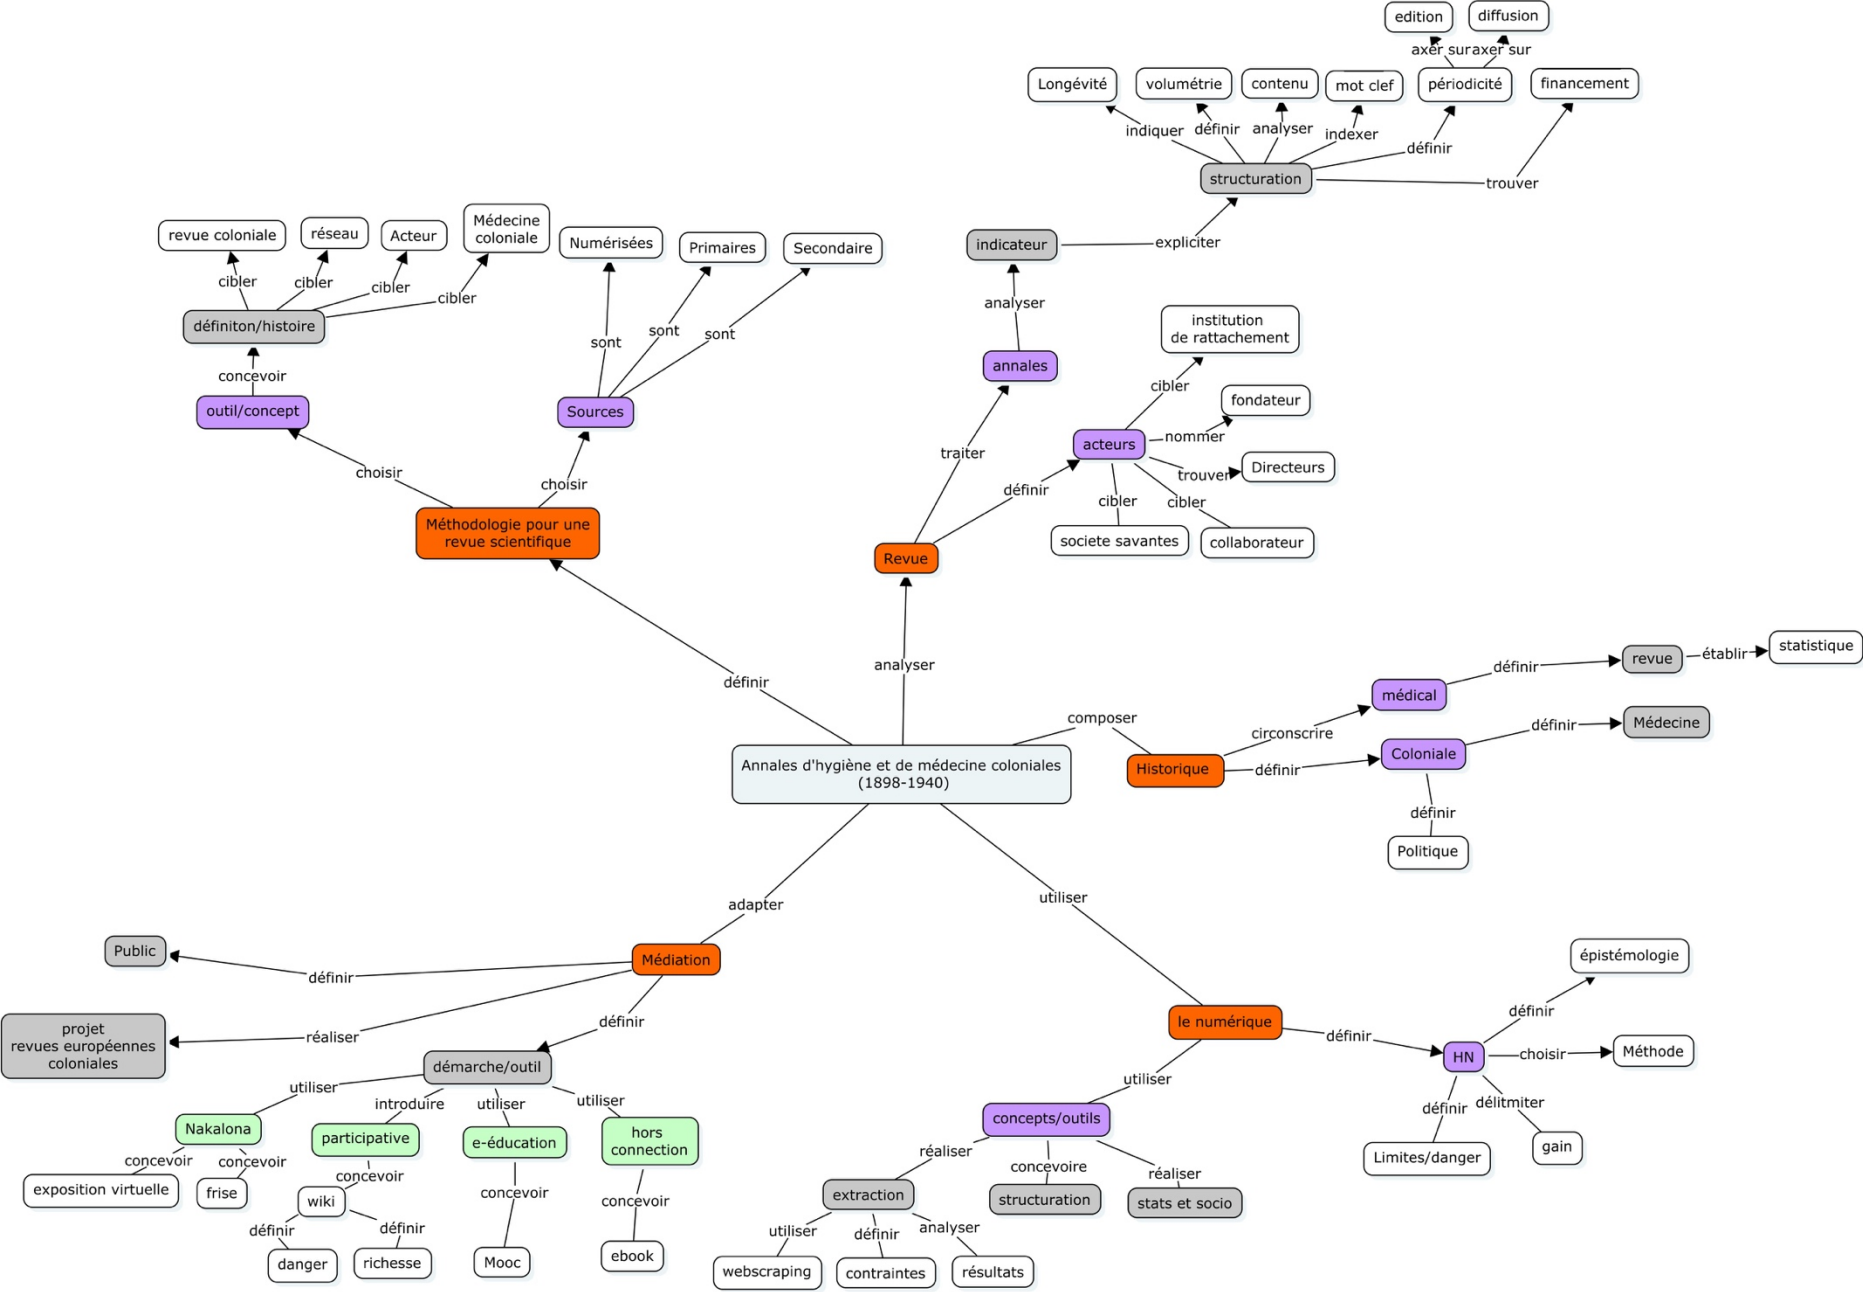 edition
diffusion
axer sur
axer sur
Longévité
volumétrie
contenu
mot clef
périodicité
financement
indiquer
définir
analyser
indexer
définir
trouver
structuration
revue coloniale
réseau
Acteur
Médecine
coloniale
Numérisées
Primaires
Secondaire
indicateur
expliciter
cibler
cibler
cibler
cibler
définiton/histoire
sont
sont
sont
concevoir
outil/concept
Sources
analyser
annales
institution
de rattachement
cibler
fondateur
acteurs
nommer
traiter
Directeurs
trouver
définir
cibler
cibler
societe savantes
collaborateur
choisir
choisir
Méthodologie pour une
revue scientifique
Revue
définir
analyser
composer
Annales d'hygiène et de médecine coloniales
(1898-1940)
Historique
circonscrire
médical
définir
revue
établir
statistique
définir
Coloniale
définir
Médecine
définir
Politique
adapter
utiliser
Public
définir
Médiation
projet
revues européennes
coloniales
réaliser
définir
démarche/outil
utiliser
introduire
utiliser
utiliser
Nakalona
participative
e-éducation
hors
connection
concevoir
concevoir
concevoir
concevoir
concevoir
exposition virtuelle
frise
wiki
définir
définir
danger
richesse
Mooc
ebook
le numérique
définir
HN
définir
épistémologie
choisir
Méthode
définir
délitmiter
Limites/danger
gain
utiliser
concepts/outils
réaliser
concevoire
réaliser
extraction
structuration
stats et socio
utiliser
définir
analyser
webscraping
contraintes
résultats